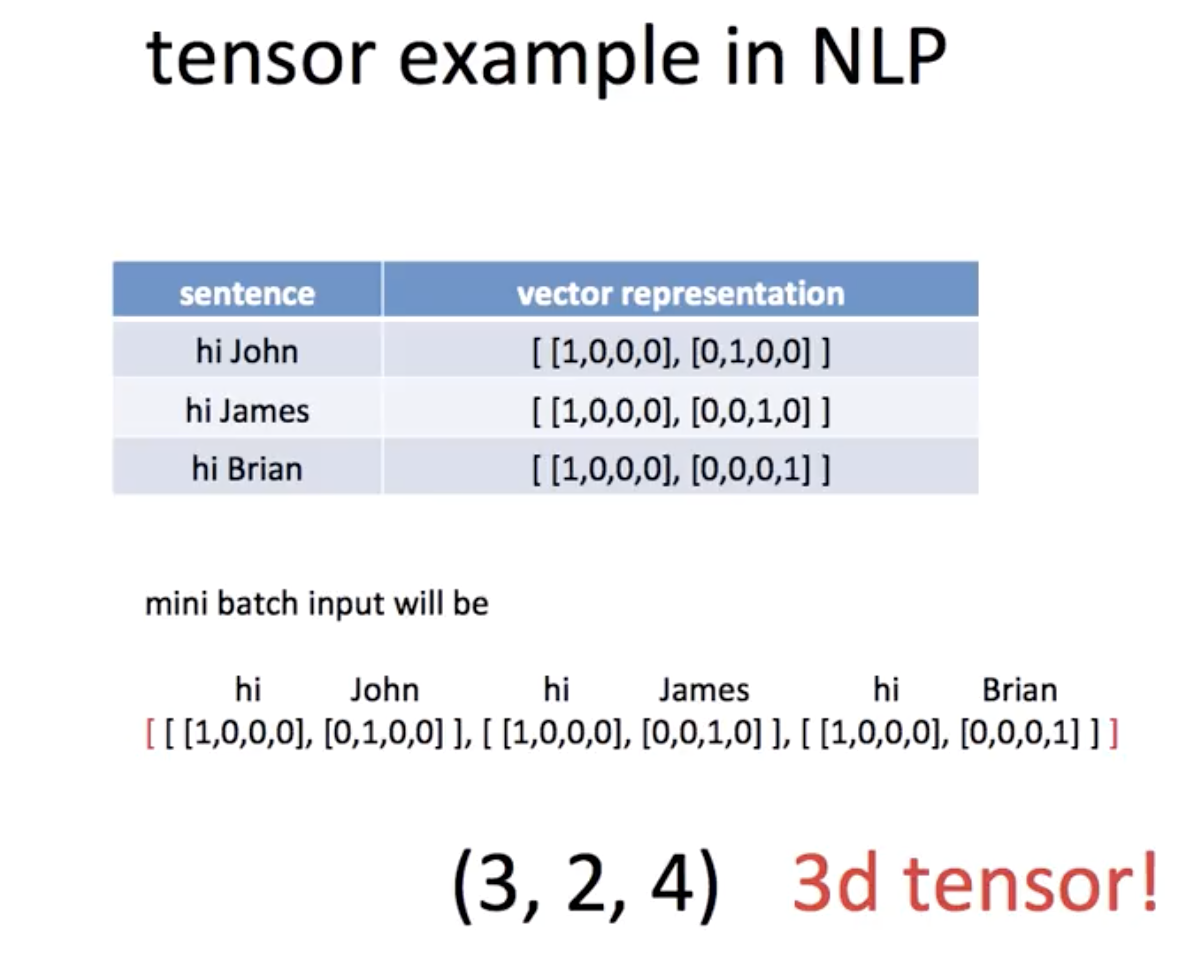 tensor example in NLP
sentence vector representation
hi John [ [1,0,0,0], [0,1,0,0] ]
hi James [ [1,0,0,0], [0,0,1,0] ]
hi Brian [ [1,0,0,0], [0,0,0,1] ]
mini batch input will be
hi John hi James hi Brian
[ [ [1,0,0,0], [0,1,0,0] ], [ [1,0,0,0], [0,0,1,0] ], [ [1,0,0,0], [0,0,0,1] ] ]
(3, 2, 4) 3d tensor!